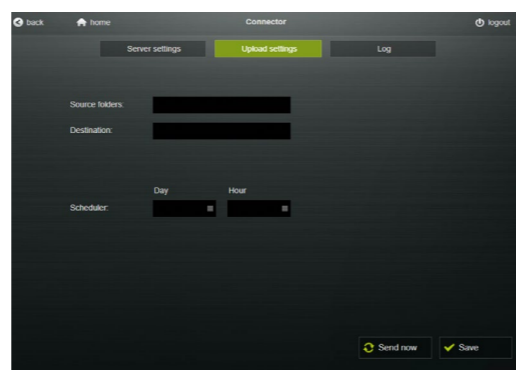 back home Connector logout
Server settings Upload settings Log
Source folders:
Destination:
Day Hour
Scheduler:
Send now Save